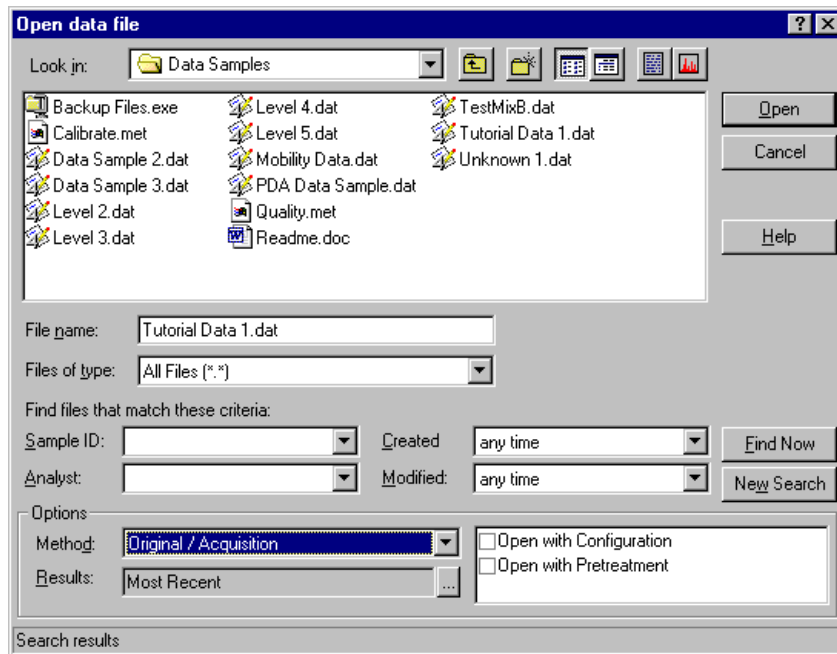 Open data file
Look in: Data Samples
Backup Files.exe Level 4.dat TestMixB.dat
Calibrate.met Level 5.dat Tutorial Data 1.dat
Data Sample 2.dat Mobility Data.dat Unknown 1.dat
Data Sample 3.dat PDA Data Sample.dat
Level 2.dat Quality.met
Level 3.dat Readme.doc
Open
Cancel
Help
File name: Tutorial Data 1.dat
Files of type: All Files (*.*)
Find files that match these criteria:
Sample ID: Created any time Find Now
Analyst: Modified: any time New Search
Options
Method: Original / Acquisition Open with Configuration
Results: Most Recent ... Open with Pretreatment
Search results